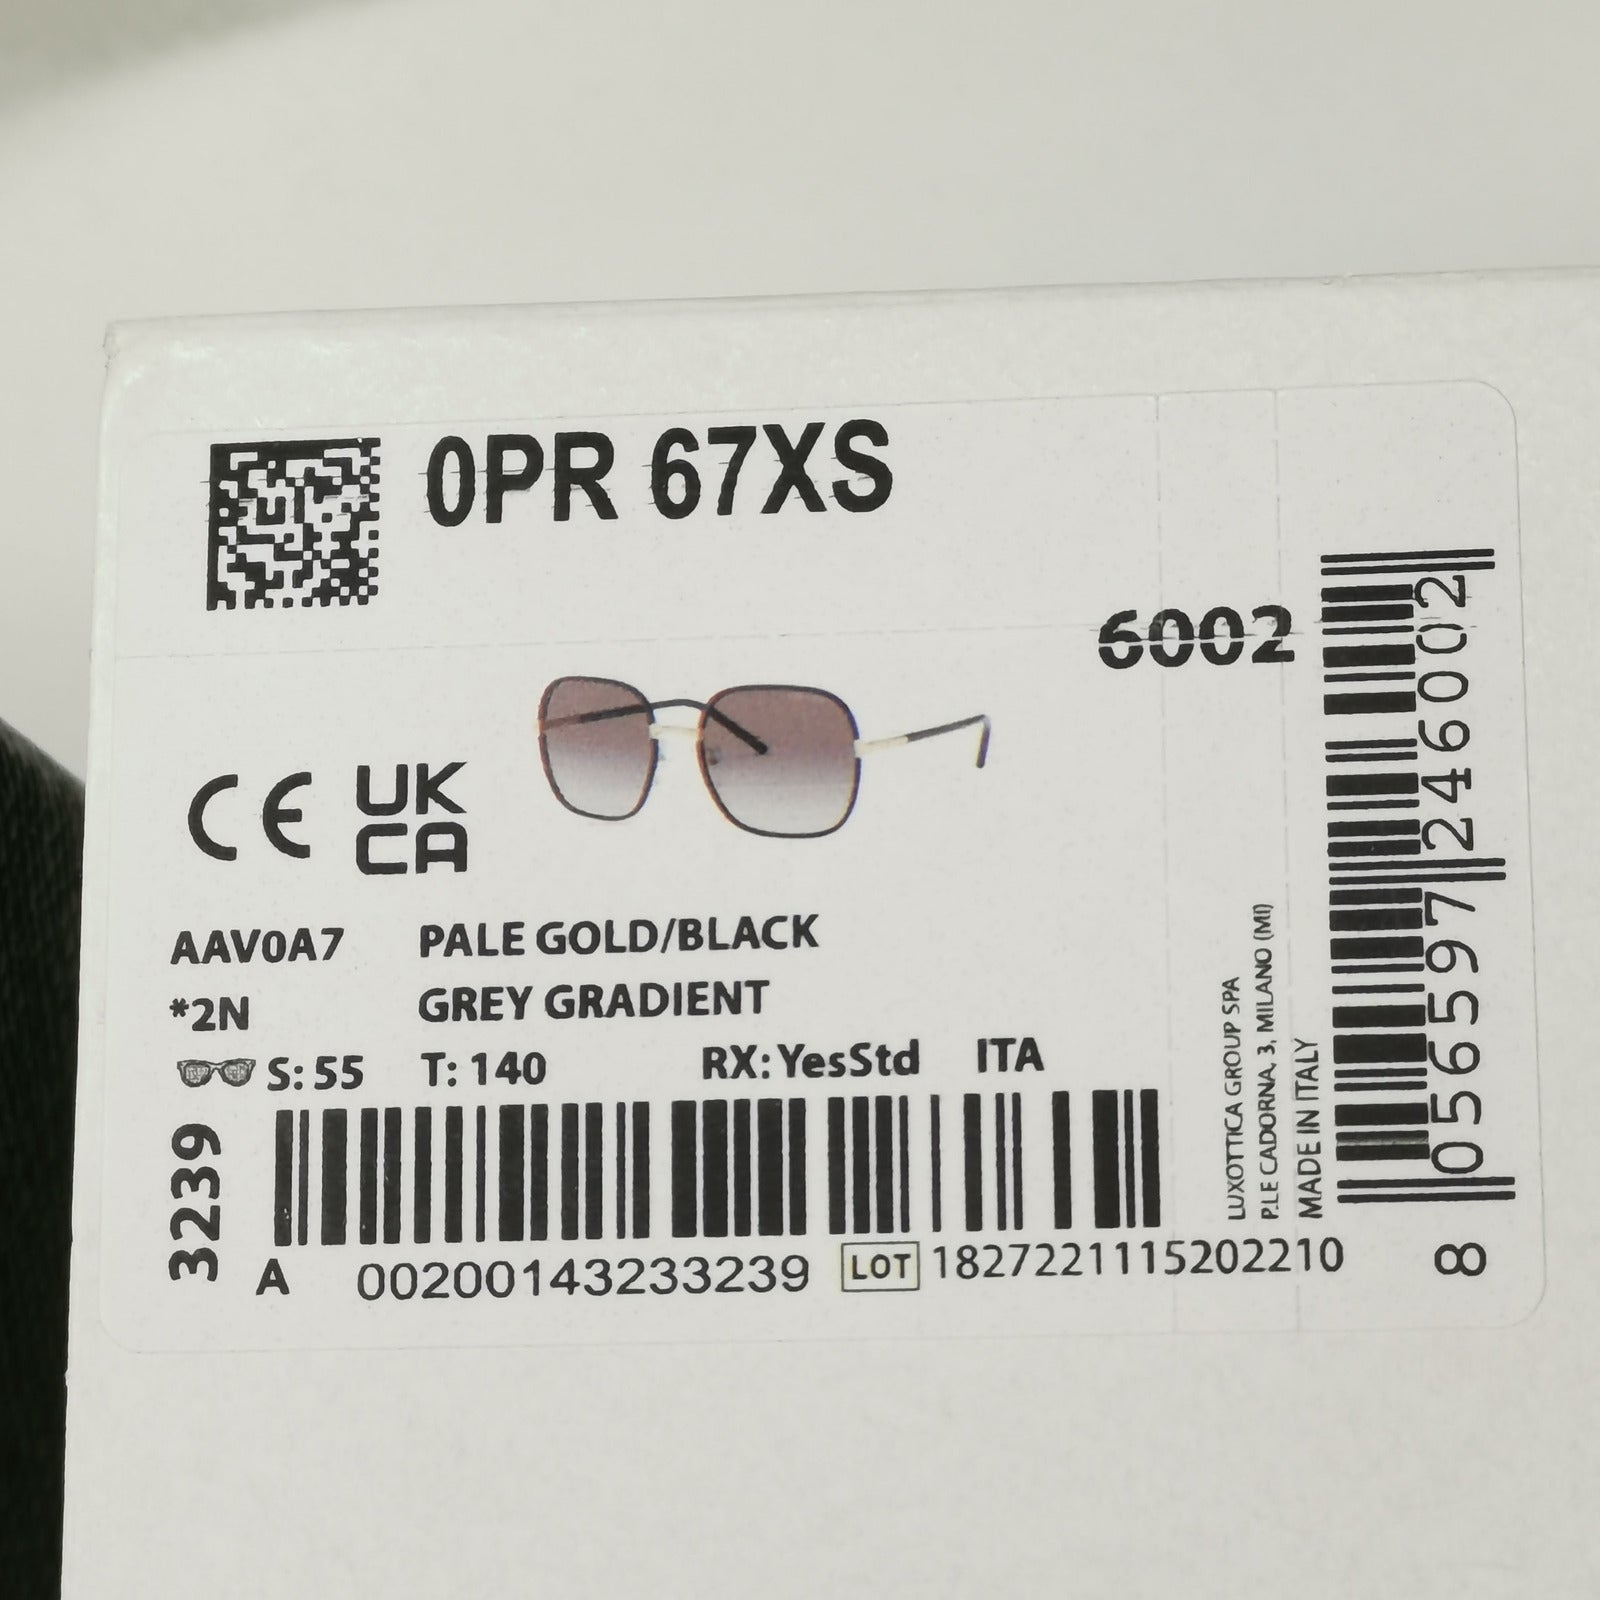 0PR 67XS
6002
CE
UK
CA
AAV0A7 PALE GOLD/BLACK
*2N GREY GRADIENT
S: 55 T: 140 RX: YesStd ITA
3239
A 00200143233239 LOT 1827221115202210
LUXOTTICA GROUP SPA
P.LE CADORNA, 3, MILANO (MI)
MADE IN ITALY
8 056597 246002